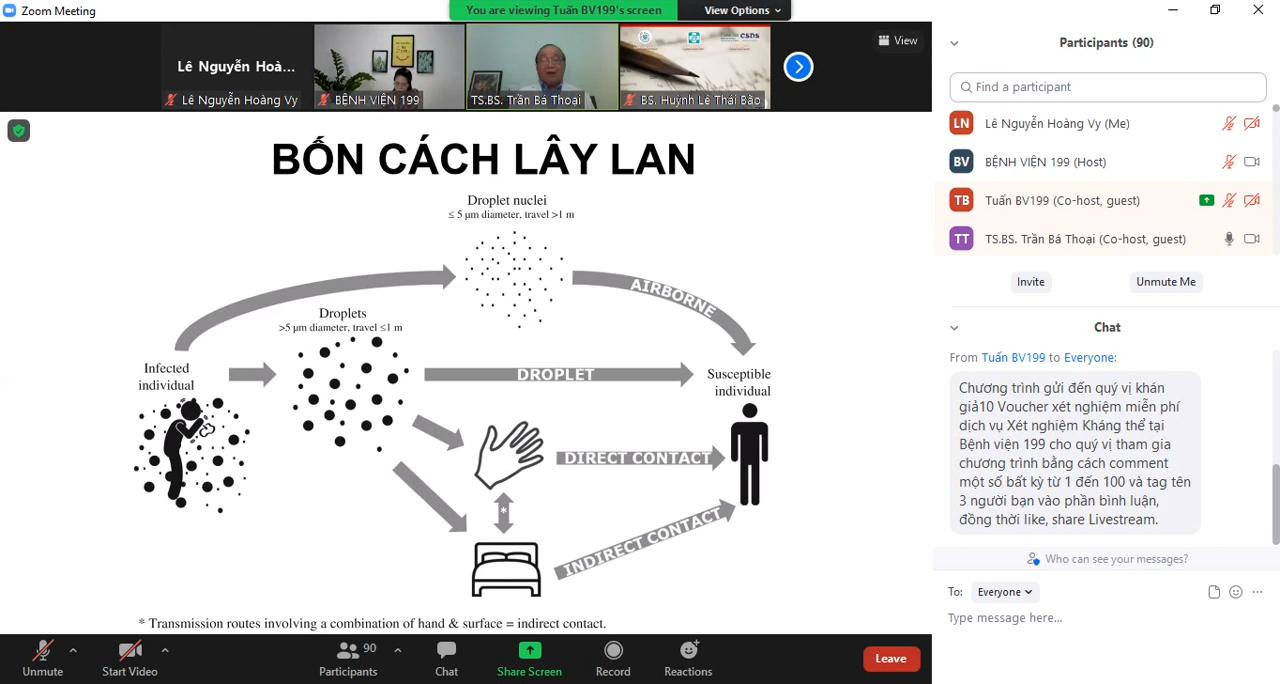 Zoom Meeting
You are viewing Tuấn BV199's screen
View Options
Lê Nguyễn Hoà...
Lê Nguyễn Hoàng Vy
BỆNH VIỆN 199
TS.BS. Trần Bá Thoại
CSDS
BS. Huỳnh Lê Thái Bão
View
BỐN CÁCH LÂY LAN
Droplet nuclei
≤ 5 μm diameter, travel >1 m
AIRBORNE
Droplets
>5 μm diameter, travel ≤1 m
Infected
individual
DROPLET
Susceptible
individual
DIRECT CONTACT
*
INDIRECT CONTACT
* Transmission routes involving a combination of hand & surface = indirect contact.
Participants (90)
Find a participant
LN Lê Nguyễn Hoàng Vy (Me)
BV BỆNH VIỆN 199 (Host)
TB Tuấn BV199 (Co-host, guest)
TT TS.BS. Trần Bá Thoại (Co-host, guest)
Invite
Unmute Me
Chat
From Tuấn BV199 to Everyone:
Chương trình gửi đến quý vị khán
giả10 Voucher xét nghiệm miễn phí
dịch vụ Xét nghiệm Kháng thể tại
Bệnh viện 199 cho quý vị tham gia
chương trình bằng cách comment
một số bất kỳ từ 1 đến 100 và tag tên
3 người bạn vào phần bình luận,
đồng thời like, share Livestream.
Who can see your messages?
To: Everyone
Type message here...
Unmute
Start Video
90
Participants
Chat
Share Screen
Record
Reactions
Leave